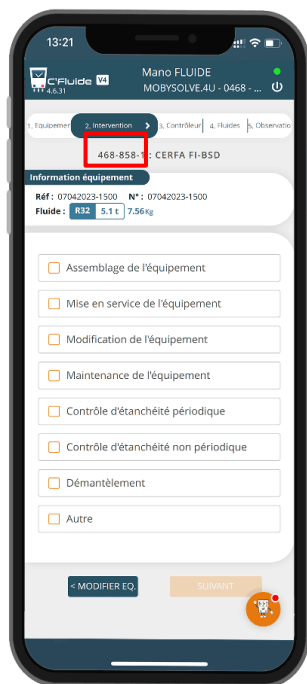 13:21
C'Fluide V4
4.6.31
Mano FLUIDE
MOBYSOLVE.4U - 0468 - ...
1, Equipemer
2, Intervention
3, Contrôleur
4, Fluides
5, Observatio
468-858-1 : CERFA FI-BSD
Information équipement
Réf : 07042023-1500 N° : 07042023-1500
Fluide : R32 5.1 t 7.56Kg
Assemblage de l'équipement
Mise en service de l'équipement
Modification de l'équipement
Maintenance de l'équipement
Contrôle d'étanchéité périodique
Contrôle d'étanchéité non périodique
Démantèlement
Autre
< MODIFIER EQ.
SUIVANT